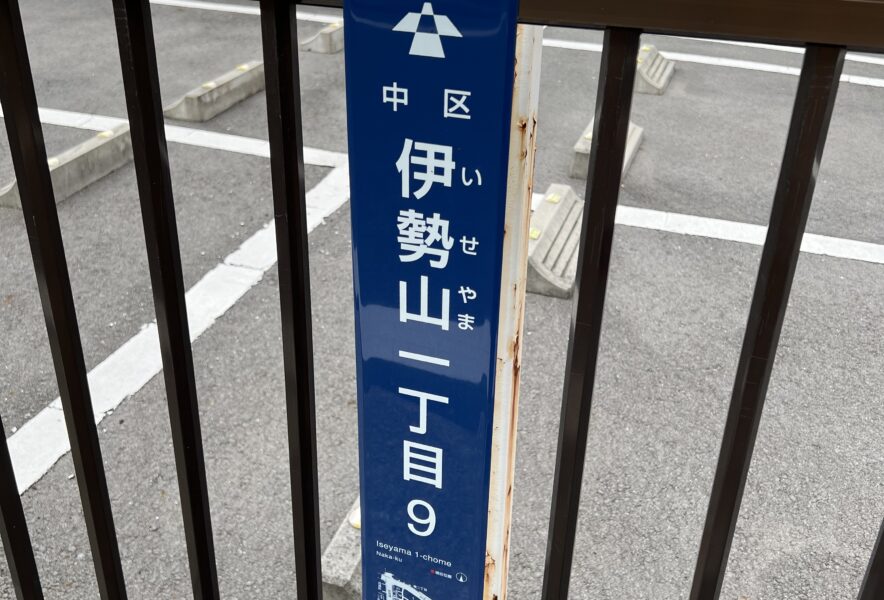 中区
伊勢山一丁目9
いせやま
Iseyama 1-chome
Naka-ku